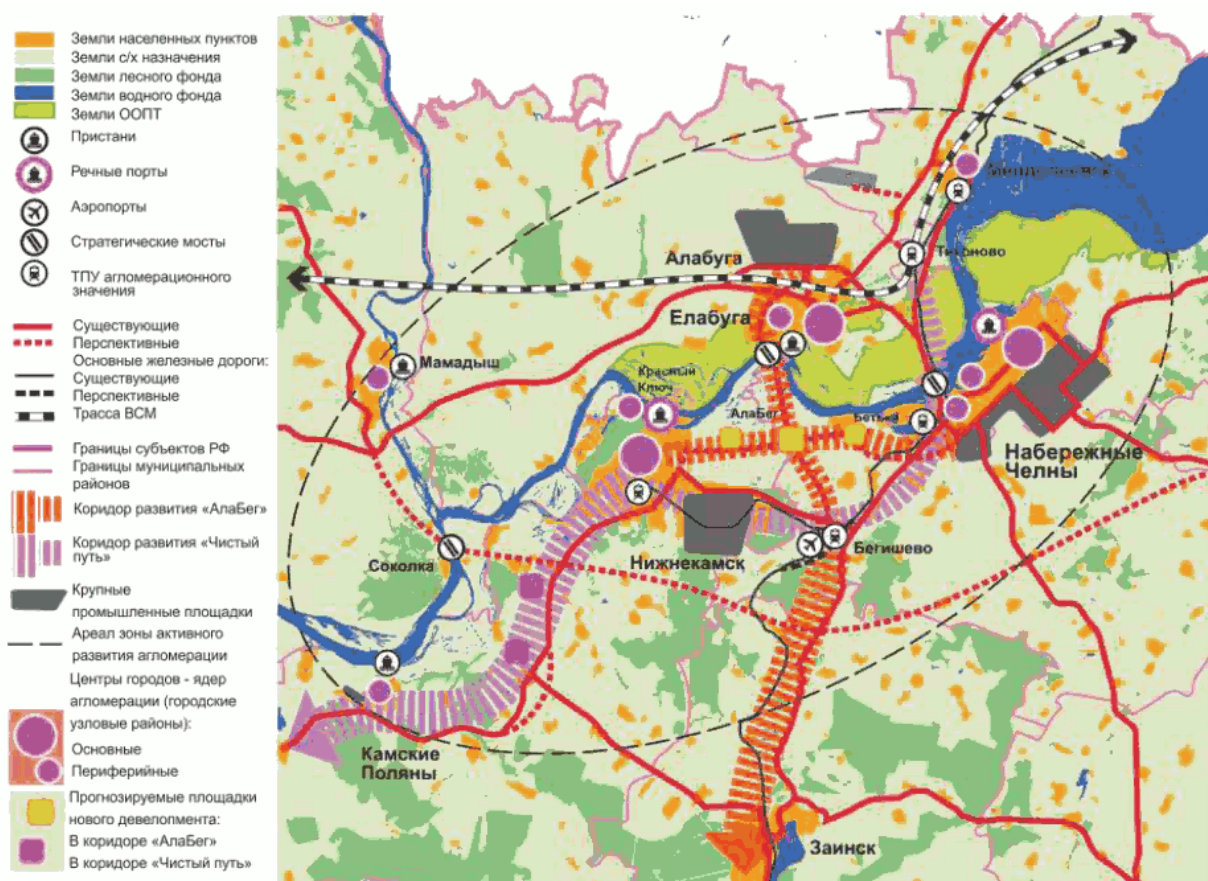 Земли населенных пунктов
Земли с/х назначения
Земли лесного фонда
Земли водного фонда
Земли ООПТ
Пристани
Речные порты
Аэропорты
Стратегические мосты
ТПУ агломерационного
значения
Существующие
Перспективные
Основные железные дороги:
Существующие
Перспективные
Трасса ВСМ
Границы субъектов РФ
Границы муниципальных
районов
Коридор развития «АлаБег»
Коридор развития «Чистый
путь»
Крупные
промышленные площадки
Ареал зоны активного
развития агломерации
Центры городов - ядер
агломерации (городские
узловые районы):
Основные
Периферийные
Прогнозируемые площадки
нового девелопмента:
В коридоре «АлаБег»
В коридоре «Чистый путь»
Алабуга
Тихоново
Елабуга
Мамадыш
Красный
Ключ
АлаБег
Бетьки
Набережные
Челны
Соколка
Нижнекамск
Бегишево
Камские
Поляны
Заинск